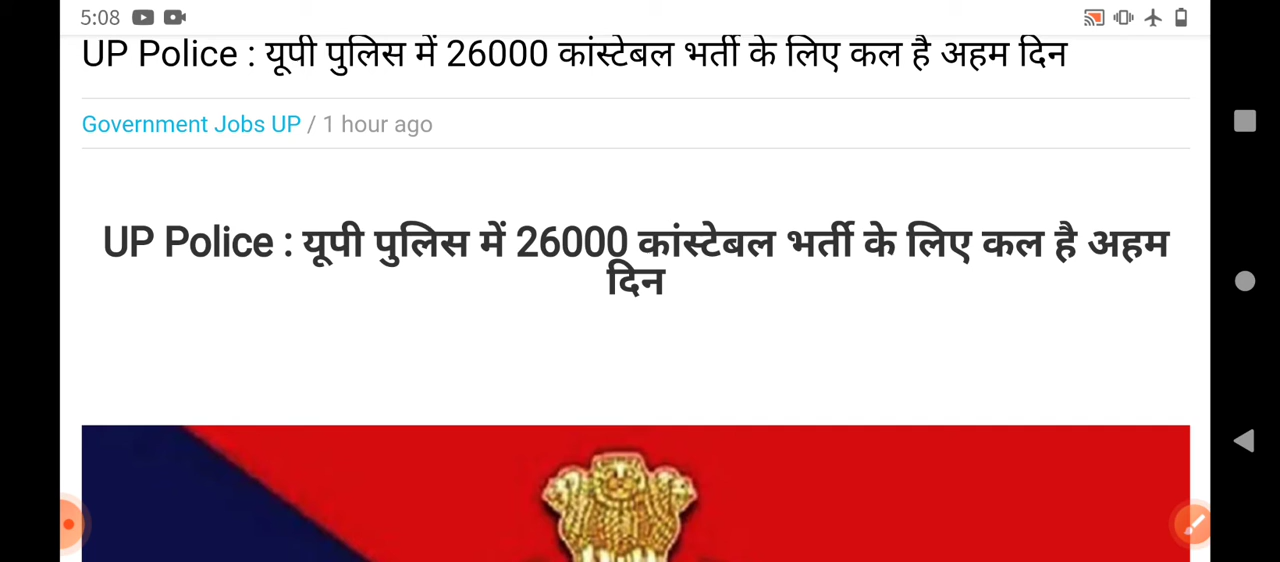 5:08
UP Police : यूपी पुलिस में 26000 कांस्टेबल भर्ती के लिए कल है अहम दिन
Government Jobs UP / 1 hour ago
UP Police : यूपी पुलिस में 26000 कांस्टेबल भर्ती के लिए कल है अहम
दिन